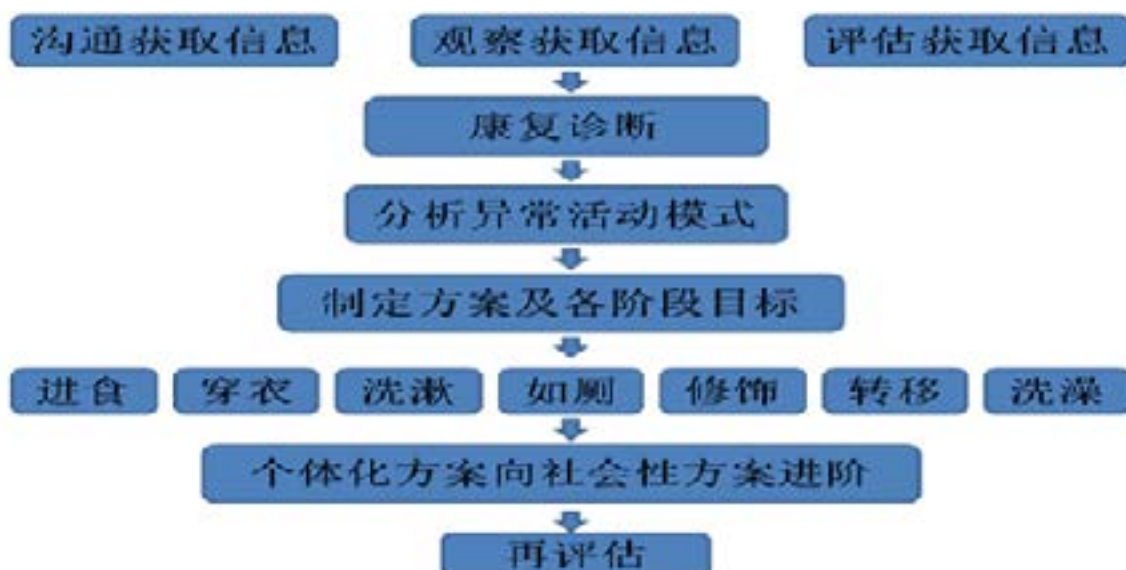 沟通获取信息 观察获取信息 评估获取信息
康复诊断
分析异常活动模式
制定方案及各阶段目标
进食 穿衣 洗漱 如厕 修饰 转移 洗澡
个体化方案向社会性方案进阶
再评估